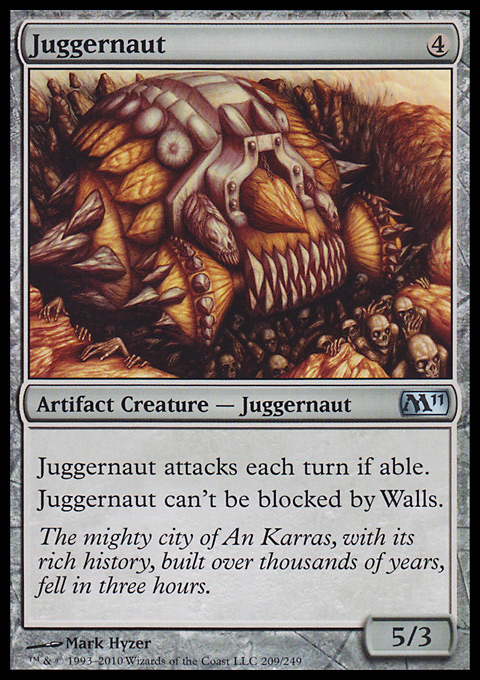 Juggernaut 4
Artifact Creature — Juggernaut M11
Juggernaut attacks each turn if able.
Juggernaut can't be blocked by Walls.
The mighty city of An Karras, with its
rich history, built over thousands of years,
fell in three hours.
Mark Hyzer
5/3
™ & © 1993–2010 Wizards of the Coast LLC 209/249